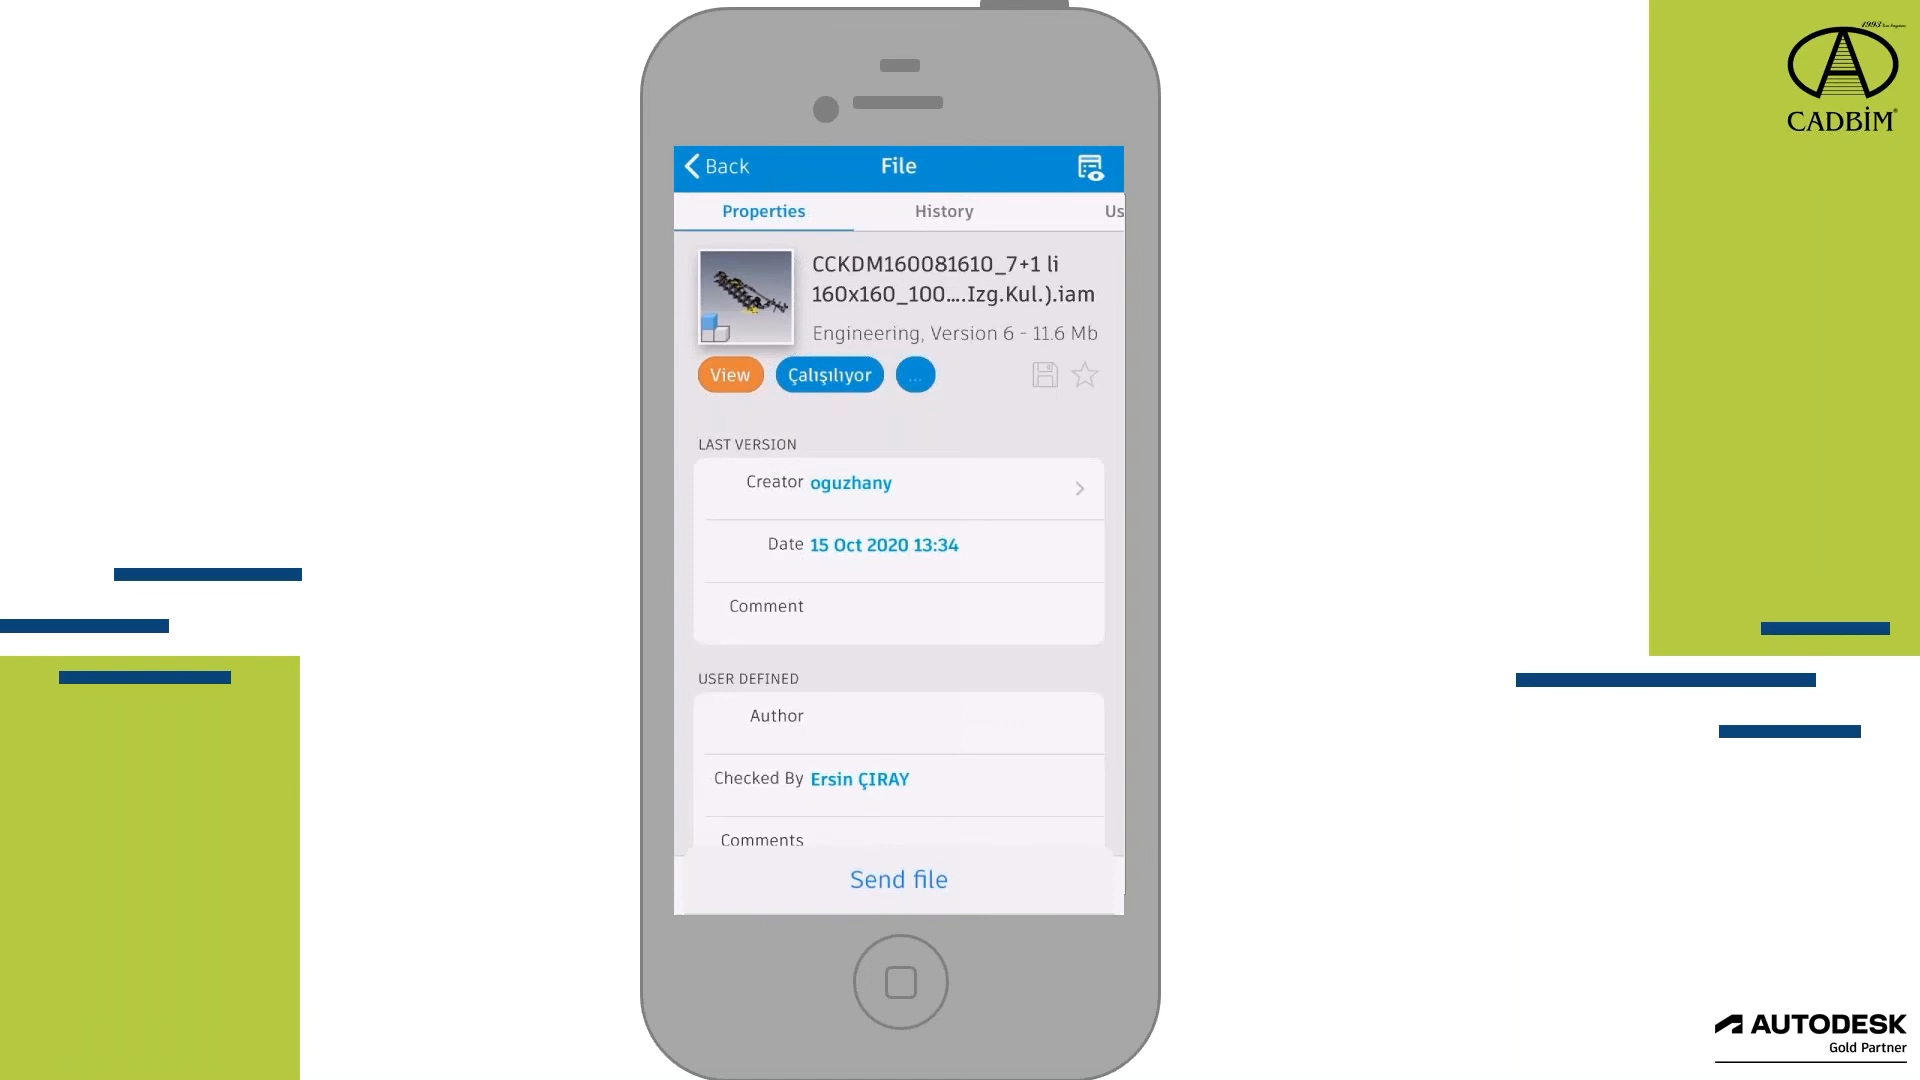 1993
CADBİM
Back
File
Properties
History
Us
CCKDM160081610_7+1 li
160x160_100....Izg.Kul.).iam
Engineering, Version 6 - 11.6 Mb
View
Çalışılıyor
...
LAST VERSION
Creator oguzhany
Date 15 Oct 2020 13:34
Comment
USER DEFINED
Author
Checked By Ersin ÇIRAY
Comments
Send file
AUTODESK
Gold Partner